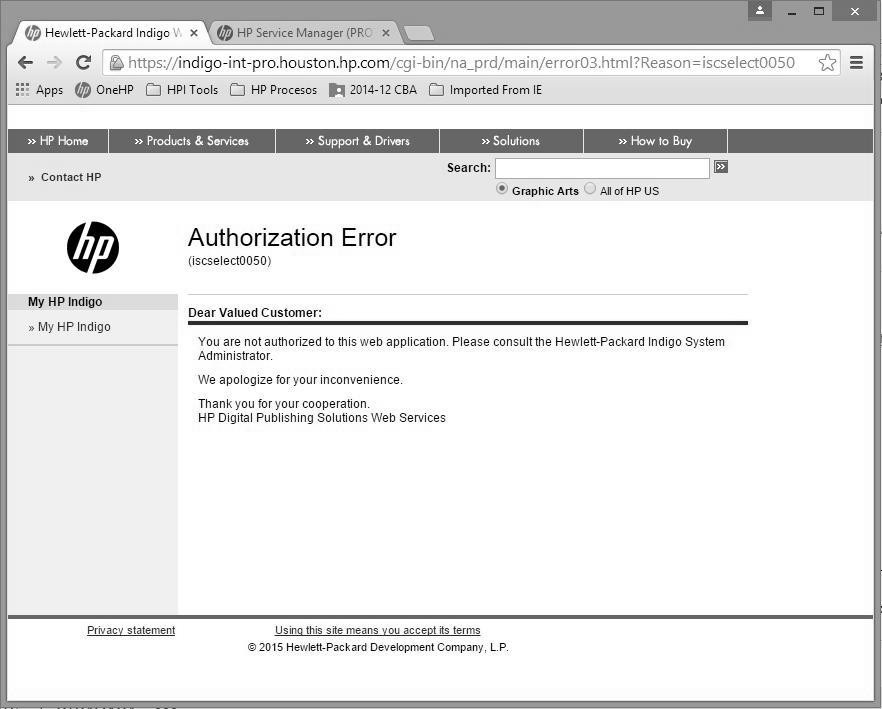 Hewlett-Packard Indigo W
HP Service Manager (PRO
https://indigo-int-pro.houston.hp.com/cgi-bin/na_prd/main/error03.html?Reason=iscselect0050
Apps OneHP HPI Tools HP Procesos 2014-12 CBA Imported From IE
» HP Home » Products & Services » Support & Drivers » Solutions » How to Buy
» Contact HP
Search:
Graphic Arts All of HP US
hp
Authorization Error
(iscselect0050)
My HP Indigo
» My HP Indigo
Dear Valued Customer:
You are not authorized to this web application. Please consult the Hewlett-Packard Indigo System
Administrator.
We apologize for your inconvenience.
Thank you for your cooperation.
HP Digital Publishing Solutions Web Services
Privacy statement Using this site means you accept its terms
© 2015 Hewlett-Packard Development Company, L.P.